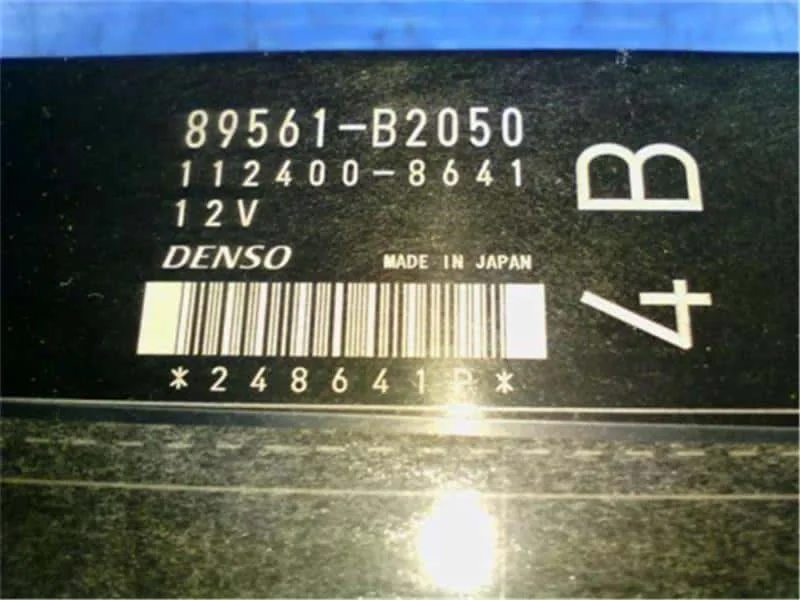 89561-B2050
112400-8641
12V
DENSO MADE IN JAPAN
*248641P*
4B